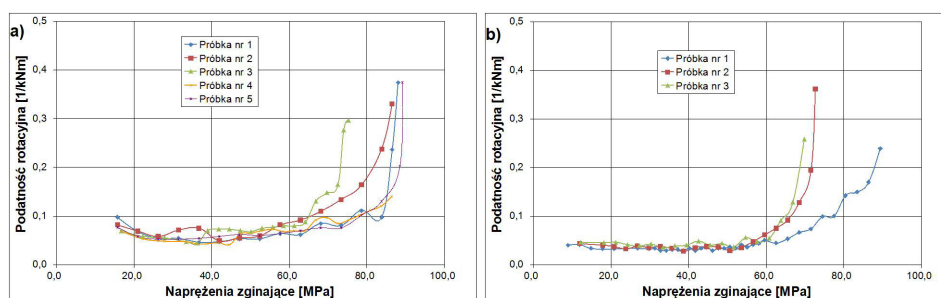 a)
0,5
0,4
0,3
0,2
0,1
0,0
Podatność rotacyjna [1/kNm]
Próbka nr 1
Próbka nr 2
Próbka nr 3
Próbka nr 4
Próbka nr 5
0,0 20,0 40,0 60,0 80,0 100,0
Naprężenia zginające [MPa]
b)
0,5
0,4
0,3
0,2
0,1
0,0
Podatność rotacyjna [1/kNm]
Próbka nr 1
Próbka nr 2
Próbka nr 3
0,0 20,0 40,0 60,0 80,0 100,0
Naprężenia zginające [MPa]